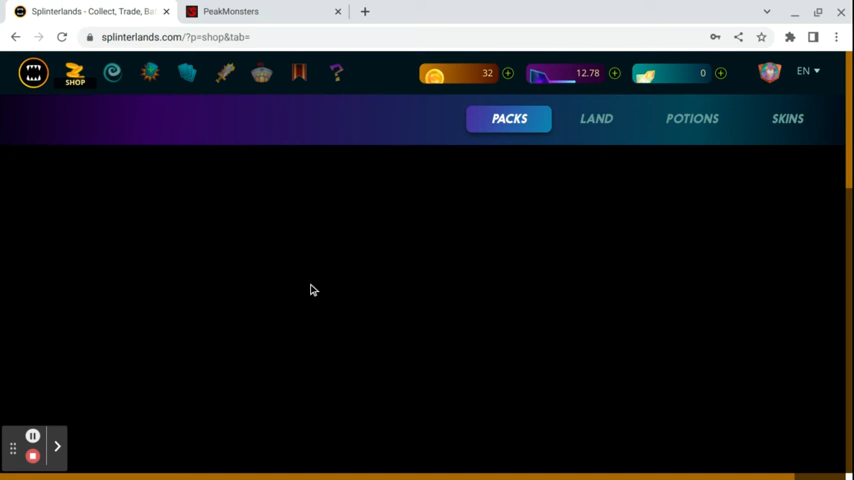 Splinterlands - Collect, Trade, Ba
PeakMonsters
splinterlands.com/?p=shop&tab=
SHOP
32
12.78
0
EN
PACKS
LAND
POTIONS
SKINS